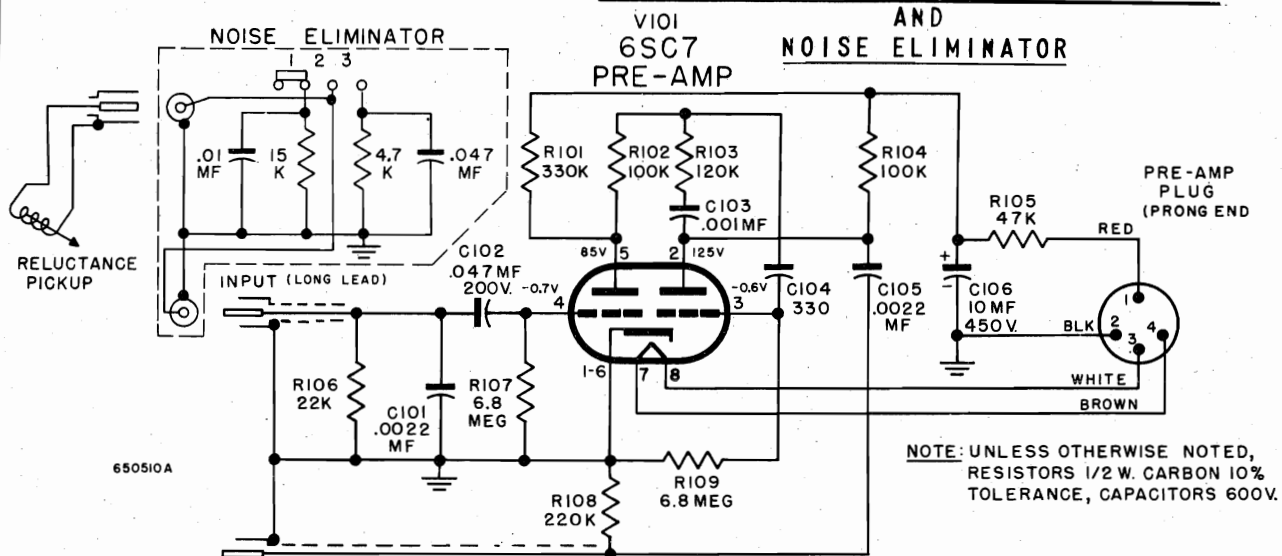 AND
NOISE ELIMINATOR
V101
6SC7
PRE-AMP
NOISE ELIMINATOR
1 2 3
.01
MF
15
K
4.7
K
.047
MF
RELUCTANCE
PICKUP
INPUT (LONG LEAD)
R101
330K
R102
100K
R103
120K
C103
.001MF
R104
100K
R105
47K
PRE-AMP
PLUG
(PRONG END
RED
1
2
3
4
BLK
WHITE
BROWN
C102
.047MF
200V.
-0.7V
4
85V
5
2
125V
-0.6V
3
C104
330
C105
.0022
MF
+
-
C106
10MF
450V.
1-6
7
8
R106
22K
C101
.0022
MF
R107
6.8
MEG
R109
6.8MEG
R108
220K
650510A
NOTE: UNLESS OTHERWISE NOTED,
RESISTORS 1/2 W. CARBON 10%
TOLERANCE, CAPACITORS 600V.